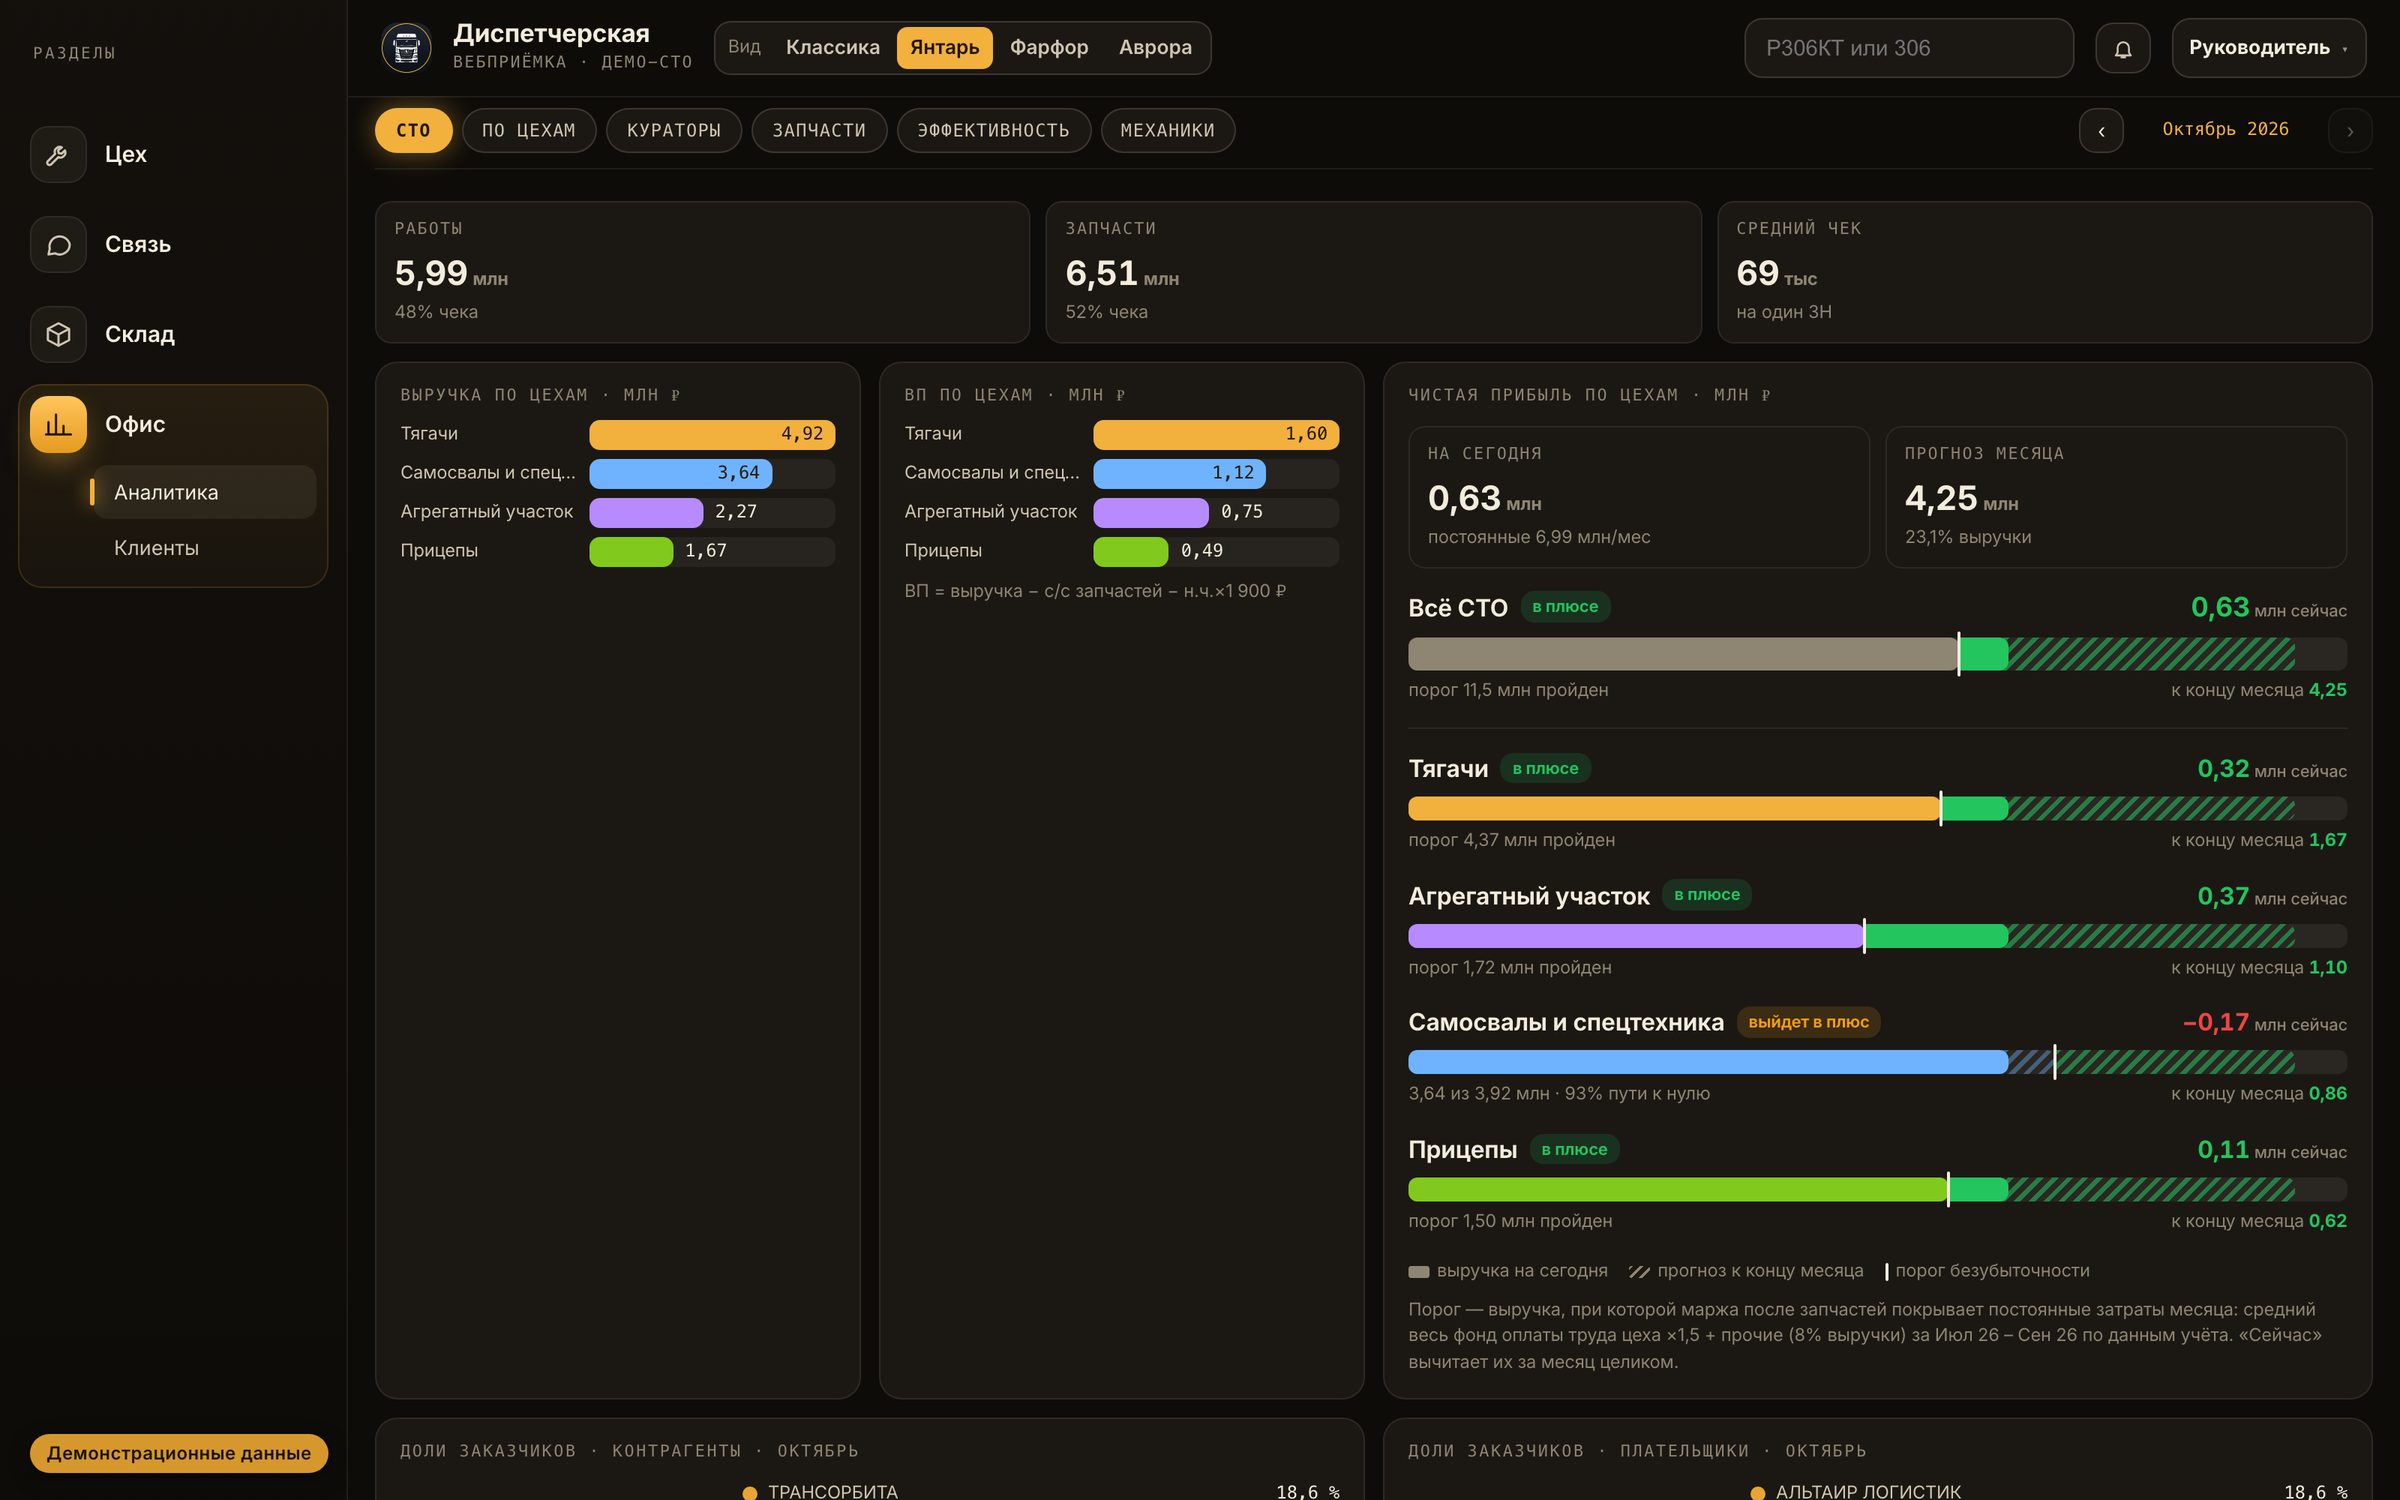 РАЗДЕЛЫ
Цех
Связь
Склад
Офис
Аналитика
Клиенты
Демонстрационные данные
Диспетчерская
ВЕБПРИЁМКА · ДЕМО-СТО
Вид Классика Янтарь Фарфор Аврора
Р306КТ или 306
Руководитель
СТО ПО ЦЕХАМ КУРАТОРЫ ЗАПЧАСТИ ЭФФЕКТИВНОСТЬ МЕХАНИКИ
‹ Октябрь 2026 ›
РАБОТЫ
5,99 млн
48% чека
ЗАПЧАСТИ
6,51 млн
52% чека
СРЕДНИЙ ЧЕК
69 тыс
на один ЗН
ВЫРУЧКА ПО ЦЕХАМ · МЛН ₽
Тягачи 4,92
Самосвалы и спец… 3,64
Агрегатный участок 2,27
Прицепы 1,67
ВП ПО ЦЕХАМ · МЛН ₽
Тягачи 1,60
Самосвалы и спец… 1,12
Агрегатный участок 0,75
Прицепы 0,49
ВП = выручка − с/с запчастей − н.ч.×1 900 ₽
ЧИСТАЯ ПРИБЫЛЬ ПО ЦЕХАМ · МЛН ₽
НА СЕГОДНЯ
0,63 млн
постоянные 6,99 млн/мес
ПРОГНОЗ МЕСЯЦА
4,25 млн
23,1% выручки
Всё СТО в плюсе 0,63 млн сейчас
порог 11,5 млн пройден к концу месяца 4,25
Тягачи в плюсе 0,32 млн сейчас
порог 4,37 млн пройден к концу месяца 1,67
Агрегатный участок в плюсе 0,37 млн сейчас
порог 1,72 млн пройден к концу месяца 1,10
Самосвалы и спецтехника выйдет в плюс −0,17 млн сейчас
3,64 из 3,92 млн · 93% пути к нулю к концу месяца 0,86
Прицепы в плюсе 0,11 млн сейчас
порог 1,50 млн пройден к концу месяца 0,62
выручка на сегодня прогноз к концу месяца порог безубыточности
Порог — выручка, при которой маржа после запчастей покрывает постоянные затраты месяца: средний
весь фонд оплаты труда цеха ×1,5 + прочие (8% выручки) за Июл 26 – Сен 26 по данным учёта. «Сейчас»
вычитает их за месяц целиком.
ДОЛИ ЗАКАЗЧИКОВ · КОНТРАГЕНТЫ · ОКТЯБРЬ
ТРАНСОРБИТА 18,6 %
ДОЛИ ЗАКАЗЧИКОВ · ПЛАТЕЛЬЩИКИ · ОКТЯБРЬ
АЛЬТАИР ЛОГИСТИК 18,6 %